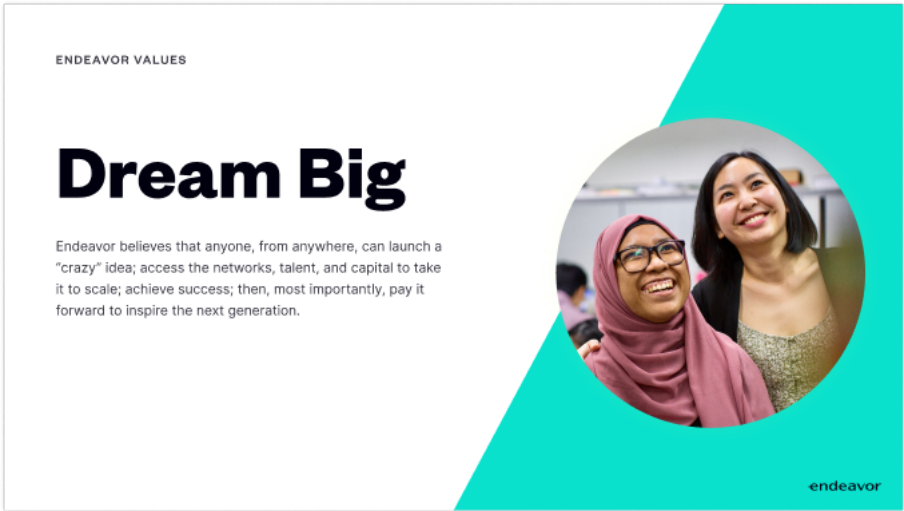 ENDEAVOR VALUES
Dream Big
Endeavor believes that anyone, from anywhere, can launch a
“crazy” idea; access the networks, talent, and capital to take
it to scale; achieve success; then, most importantly, pay it
forward to inspire the next generation.
endeavor